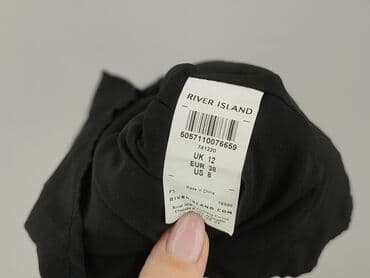 RIVER ISLAND
5057110076659
741220
UK 12
EUR 38
US 8
Made in China
RIVERISLAND.COM